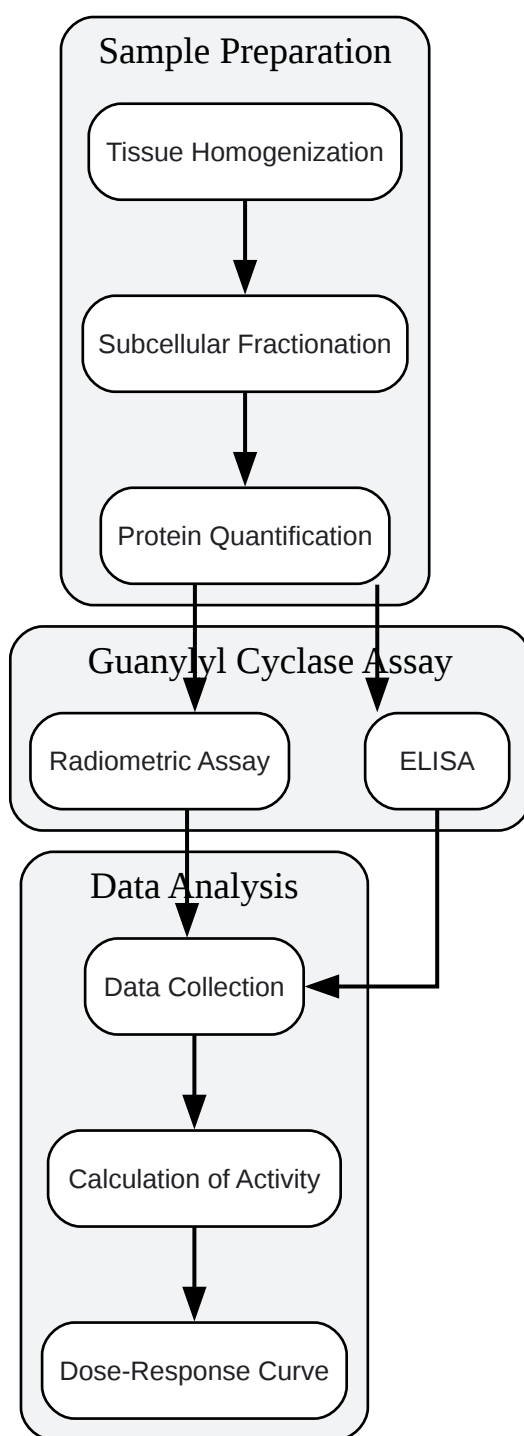 Sample Preparation
Tissue Homogenization
Subcellular Fractionation
Protein Quantification
Guanylyl Cyclase Assay
Radiometric Assay
ELISA
Data Analysis
Data Collection
Calculation of Activity
Dose-Response Curve